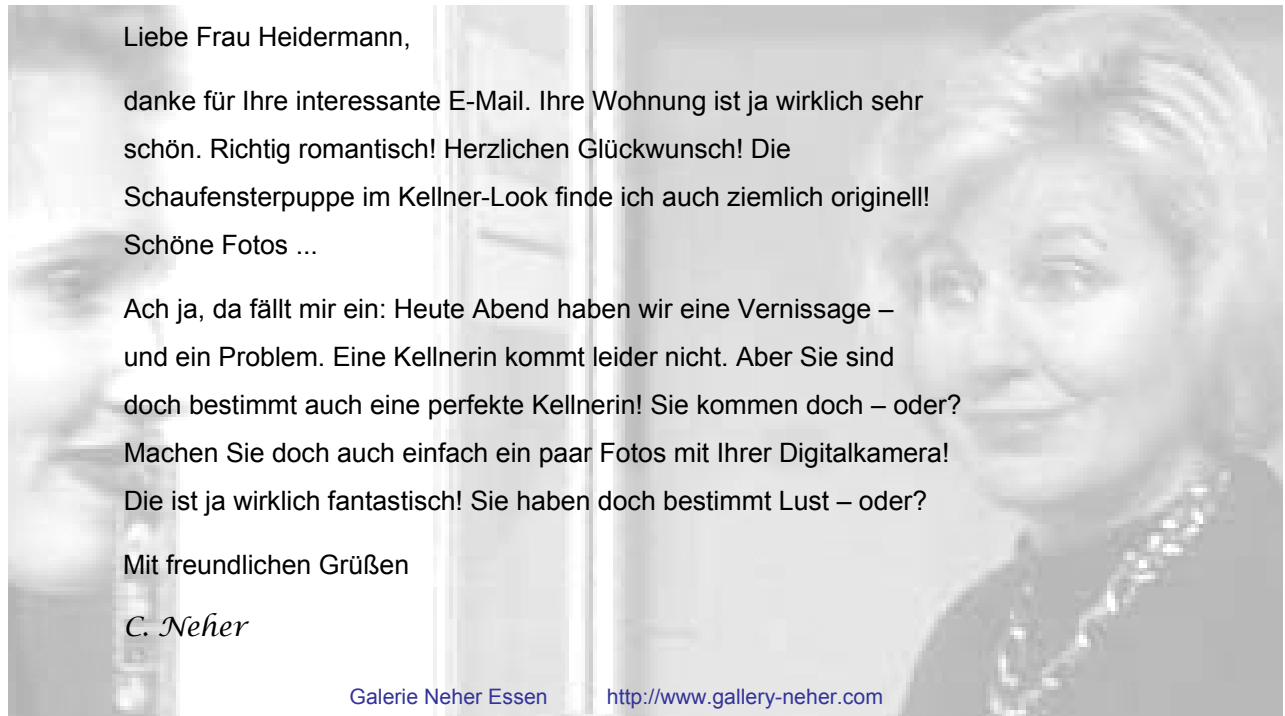 Liebe Frau Heidermann,
danke für Ihre interessante E-Mail. Ihre Wohnung ist ja wirklich sehr
schön. Richtig romantisch! Herzlichen Glückwunsch! Die
Schaufensterpuppe im Kellner-Look finde ich auch ziemlich originell!
Schöne Fotos ...
Ach ja, da fällt mir ein: Heute Abend haben wir eine Vernissage –
und ein Problem. Eine Kellnerin kommt leider nicht. Aber Sie sind
doch bestimmt auch eine perfekte Kellnerin! Sie kommen doch – oder?
Machen Sie doch auch einfach ein paar Fotos mit Ihrer Digitalkamera!
Die ist ja wirklich fantastisch! Sie haben doch bestimmt Lust – oder?
Mit freundlichen Grüßen
C. Neher
Galerie Neher Essen http://www.gallery-neher.com